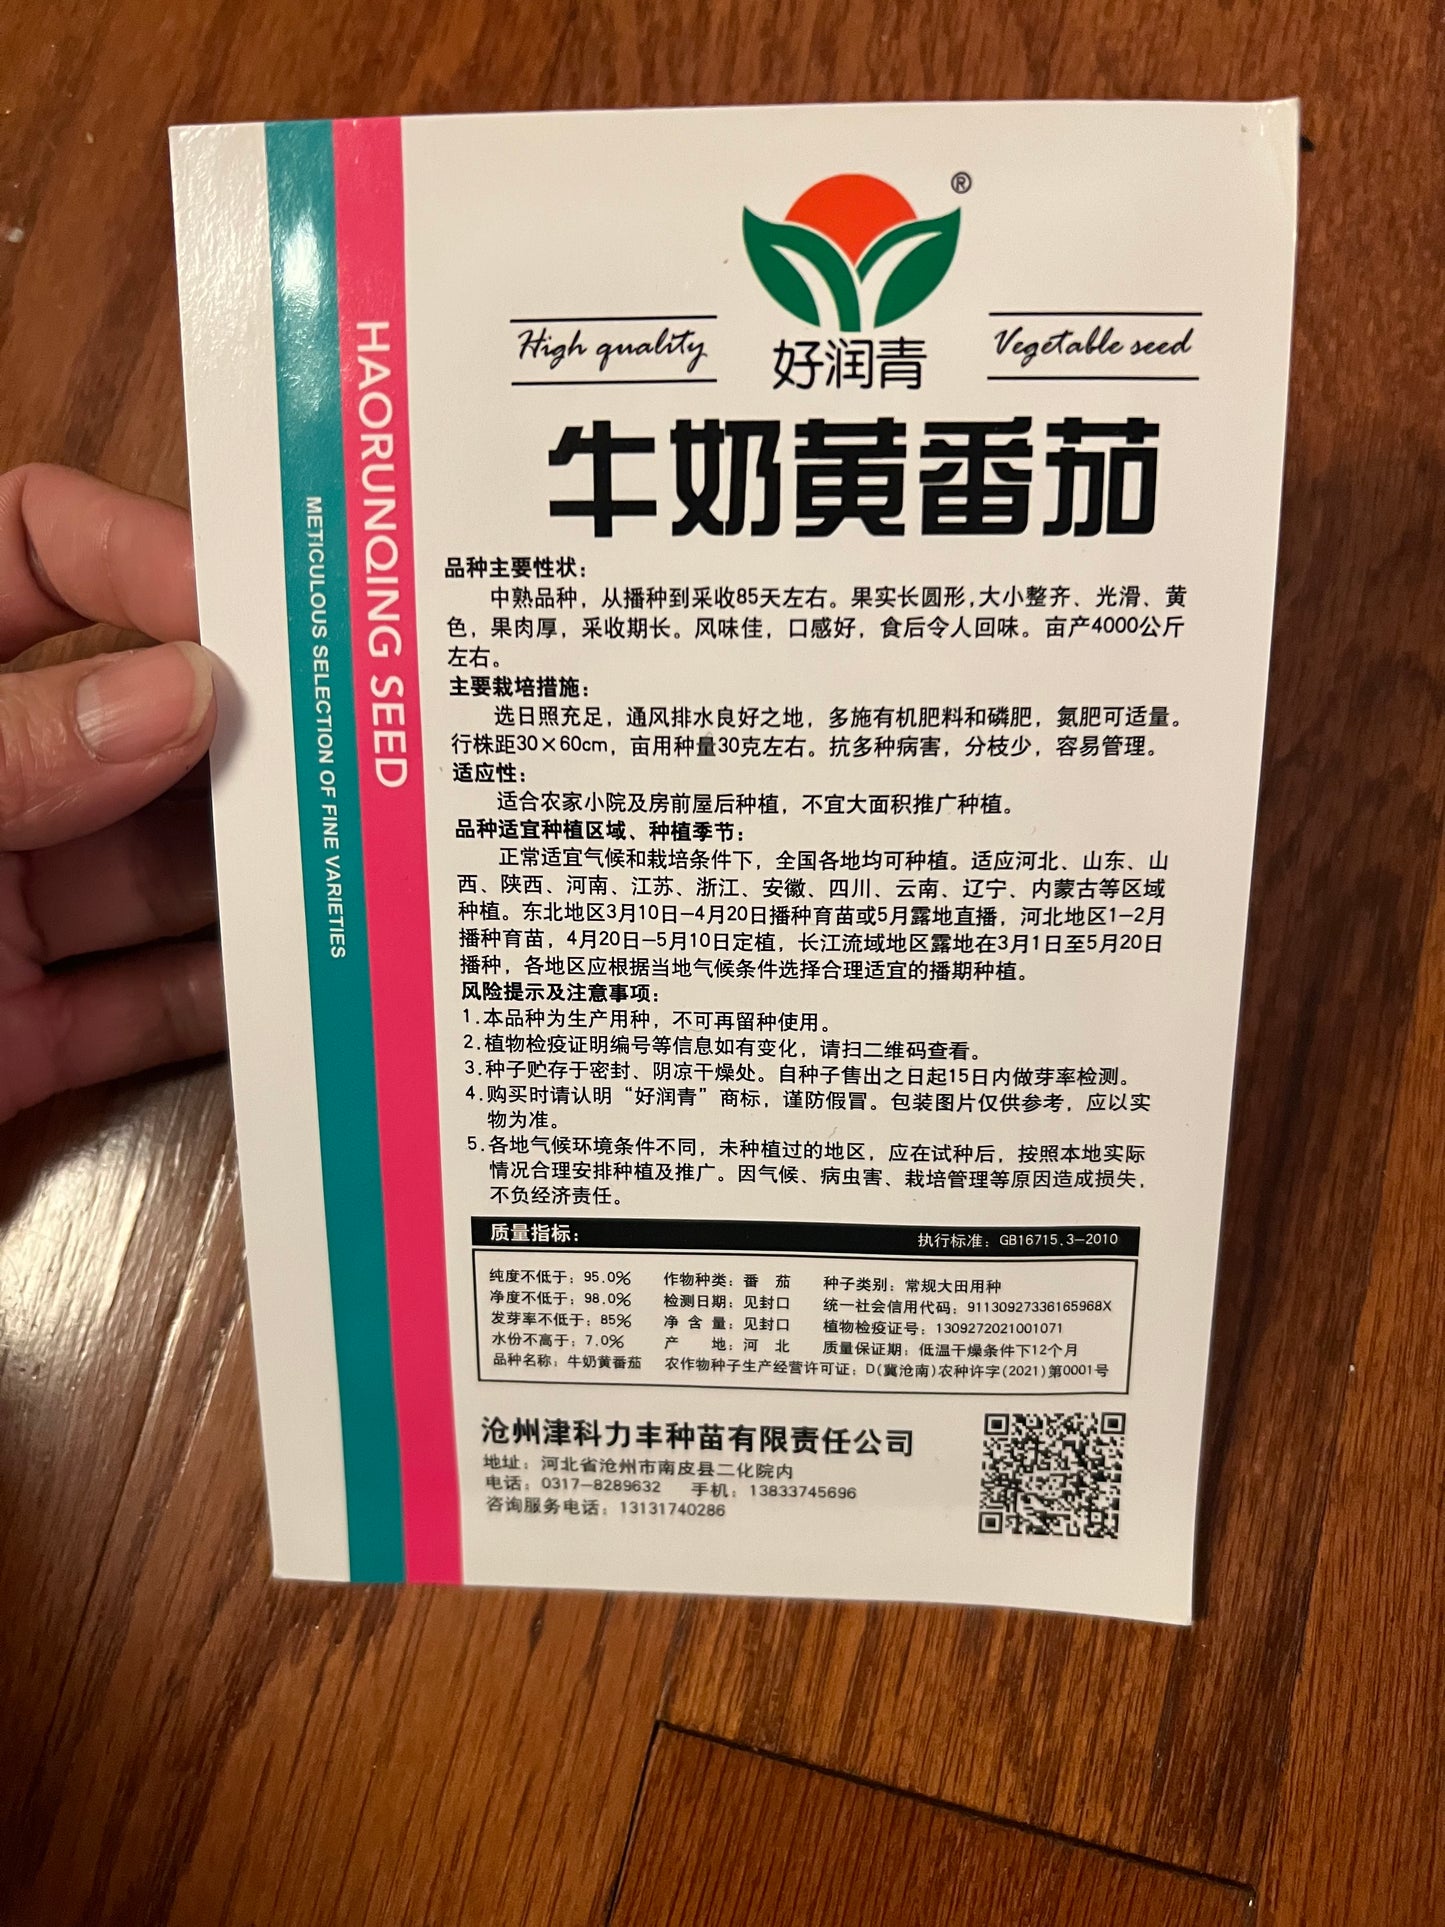 HAORUNQING SEED
METICULOUS SELECTION OF FINE VARIETIES
®
High quality
好润青
Vegetable seed
牛奶黄番茄
品种主要性状：
中熟品种，从播种到采收85天左右。果实长圆形，大小整齐、光滑、黄
色，果肉厚，采收期长。风味佳，口感好，食后令人回味。亩产4000公斤
左右。
主要栽培措施：
选日照充足，通风排水良好之地，多施有机肥料和磷肥，氮肥可适量。
行株距30×60cm，亩用种量30克左右。抗多种病害，分枝少，容易管理。
适应性：
适合农家小院及房前屋后种植，不宜大面积推广种植。
品种适宜种植区域、种植季节：
正常适宜气候和栽培条件下，全国各地均可种植。适应河北、山东、山
西、陕西、河南、江苏、浙江、安徽、四川、云南、辽宁、内蒙古等区域
种植。东北地区3月10日—4月20日播种育苗或5月露地直播，河北地区1—2月
播种育苗，4月20日—5月10日定植，长江流域地区露地在3月1日至5月20日
播种，各地区应根据当地气候条件选择合理适宜的播期种植。
风险提示及注意事项：
1.本品种为生产用种，不可再留种使用。
2.植物检疫证明编号等信息如有变化，请扫二维码查看。
3.种子贮存于密封、阴凉干燥处。自种子售出之日起15日内做芽率检测。
4.购买时请认明“好润青”商标，谨防假冒。包装图片仅供参考，应以实
物为准。
5.各地气候环境条件不同，未种植过的地区，应在试种后，按照本地实际
情况合理安排种植及推广。因气候、病虫害、栽培管理等原因造成损失，
不负经济责任。
质量指标：
执行标准：GB16715.3—2010
纯度不低于：95.0% 作物种类：番 茄 种子类别：常规大田用种
净度不低于：98.0% 检测日期：见封口 统一社会信用代码：91130927336165968X
发芽率不低于：85% 净 含 量：见封口 植物检疫证号：1309272021001071
水份不高于：7.0% 产 地：河 北 质量保证期：低温干燥条件下12个月
品种名称：牛奶黄番茄 农作物种子生产经营许可证：D(冀沧南)农种许字(2021)第0001号
沧州津科力丰种苗有限责任公司
地址：河北省沧州市南皮县二化院内
电话：0317—8289632 手机：13833745696
咨询服务电话：13131740286